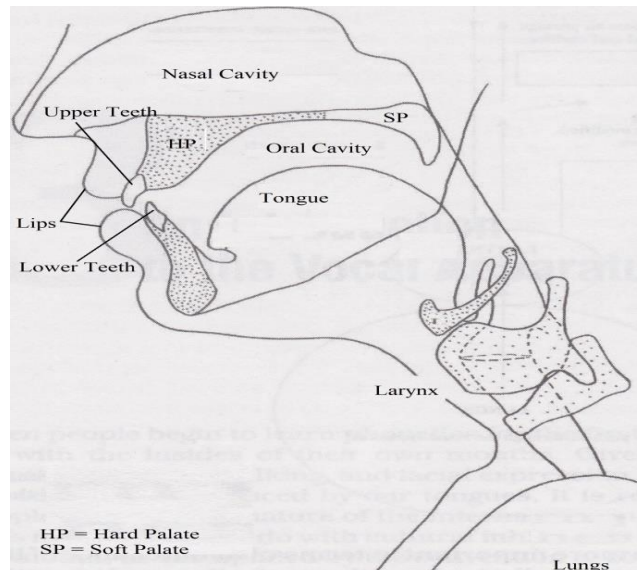 Nasal Cavity
Upper Teeth
SP
HP
Oral Cavity
Tongue
Lips
Lower Teeth
Larynx
HP = Hard Palate
SP = Soft Palate
Lungs